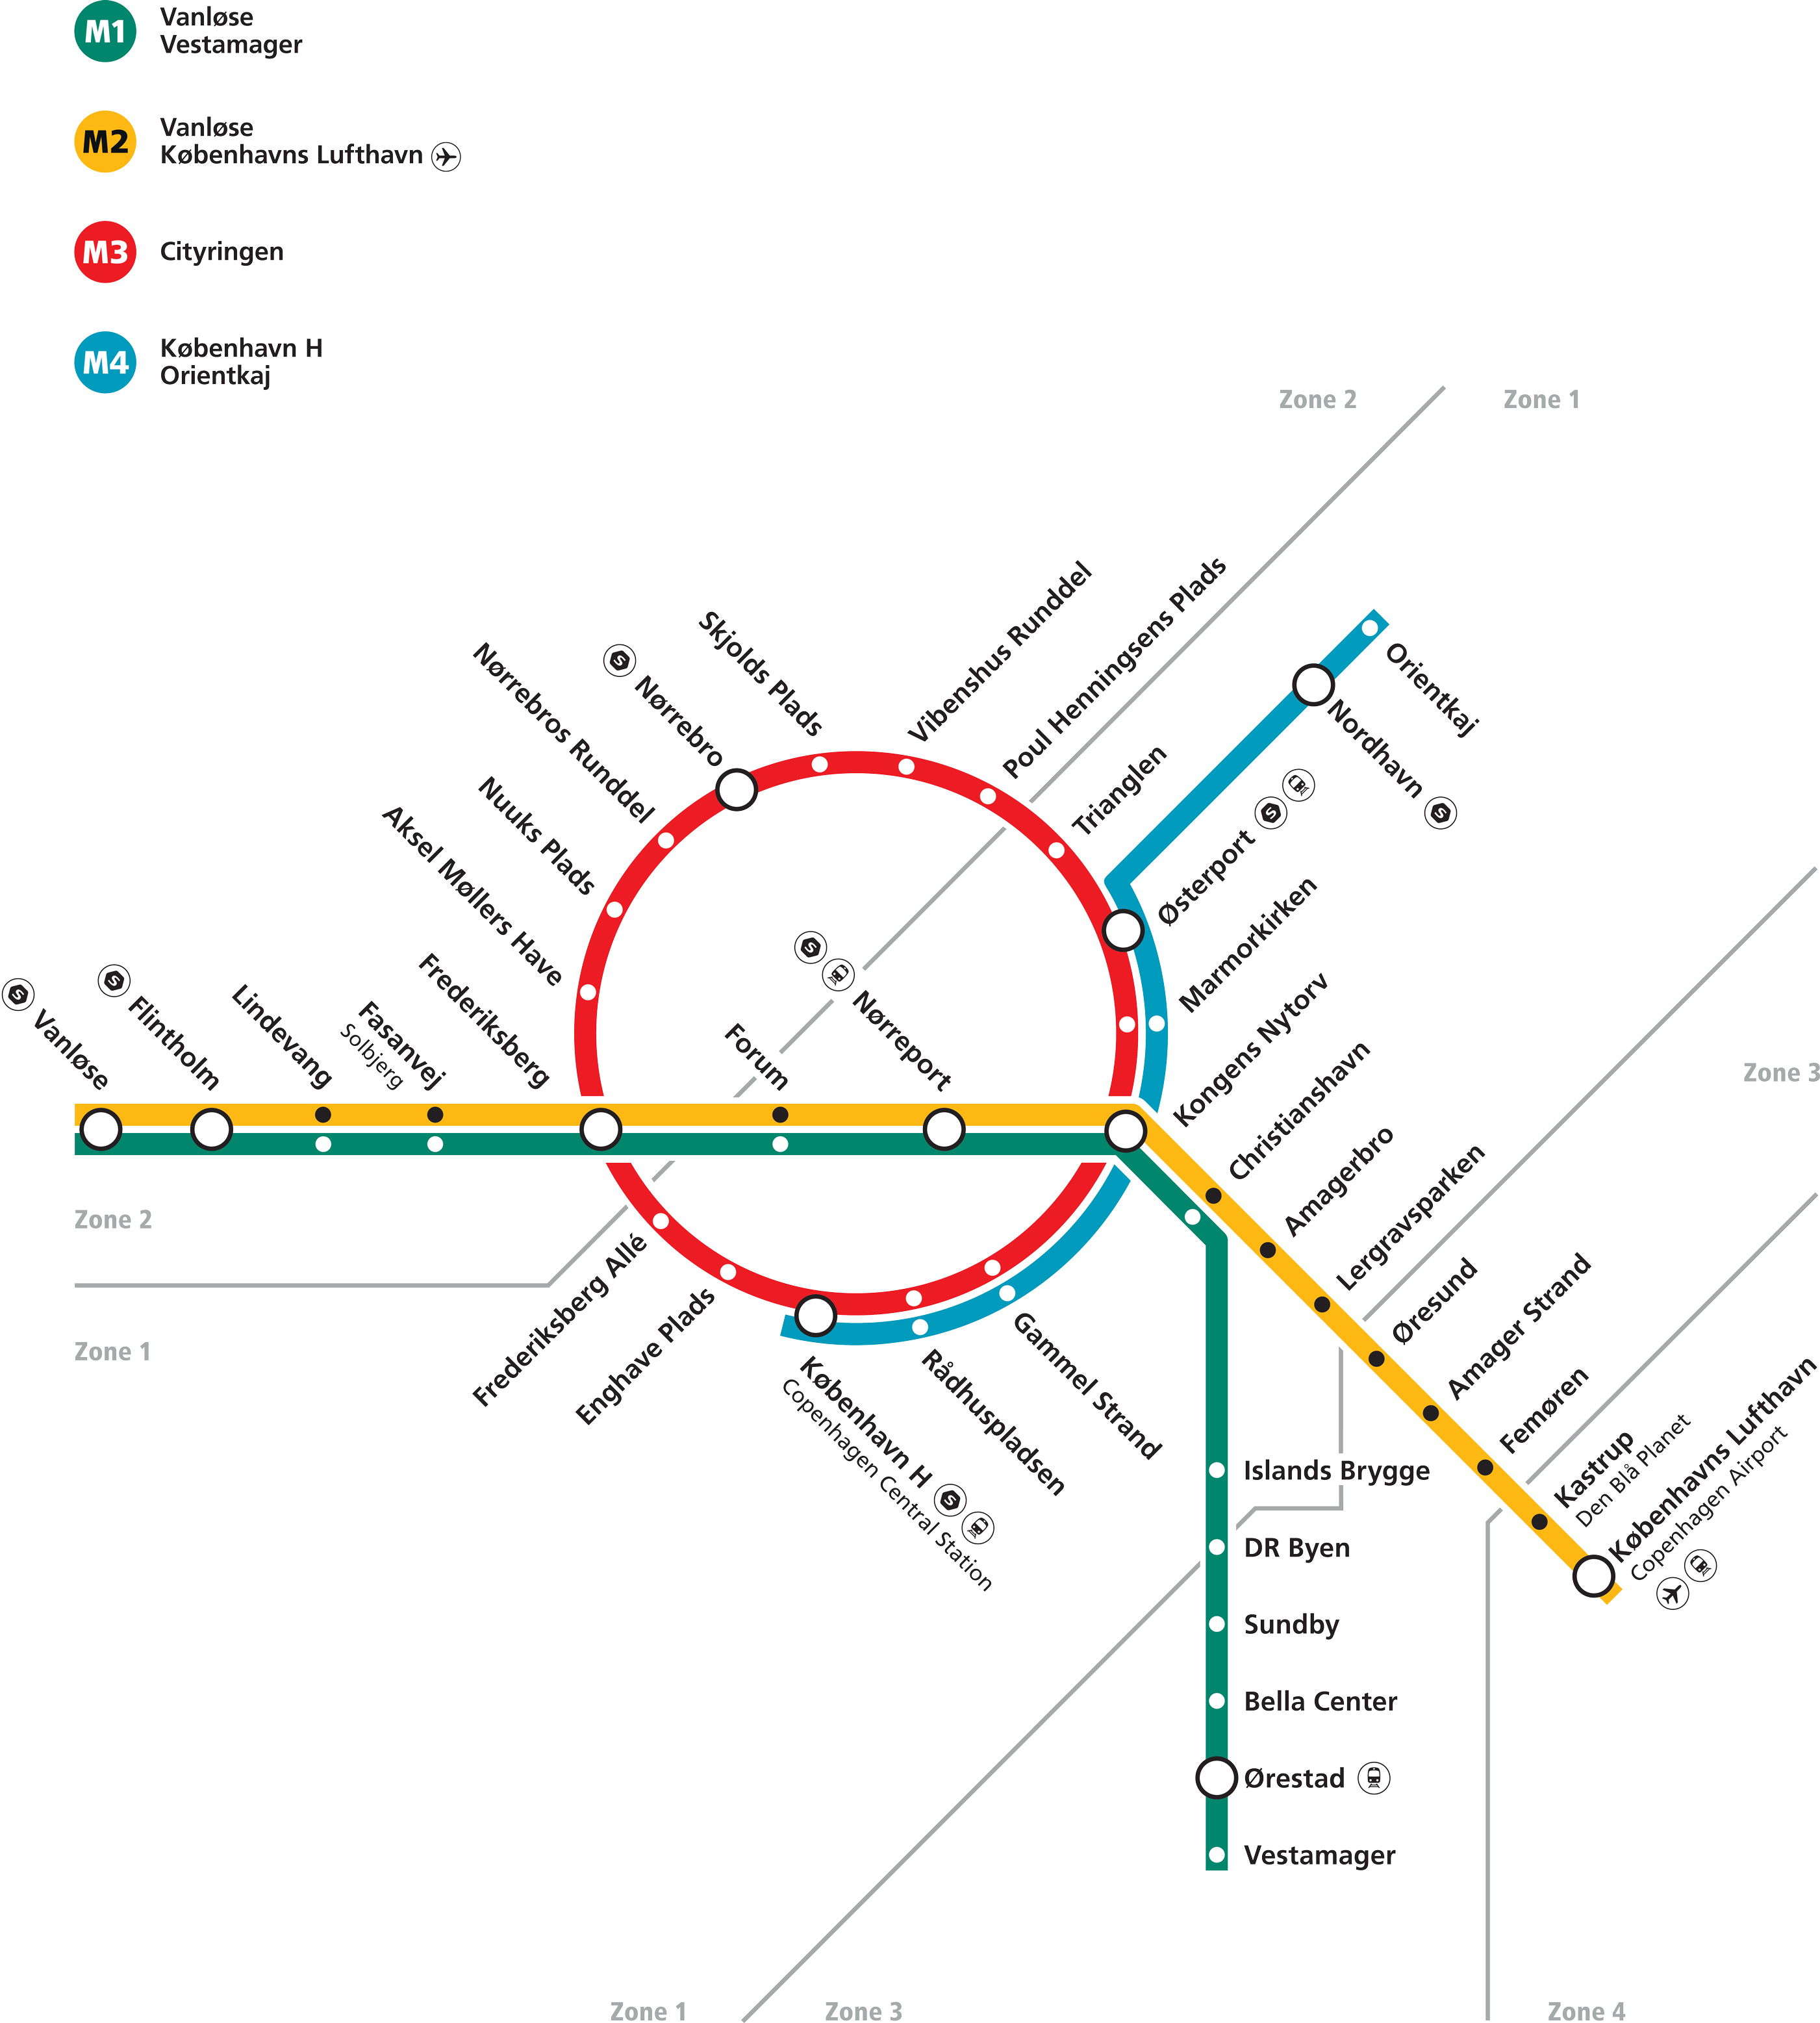 M1
Vanløse
Vestamager
M2
Vanløse
Københavns Lufthavn
M3
Cityringen
M4
København H
Orientkaj
Zone 2
Zone 1
Orientkaj
Nordhavn
Østerport
Trianglen
Poul Henningsens Plads
Vibenshus Runddel
Skjolds Plads
Nørrebro
Nørrebros Runddel
Nuuks Plads
Aksel Møllers Have
Frederiksberg
Fasanvej
Solbjerg
Lindevang
Flintholm
Vanløse
Forum
Nørreport
Marmorkirken
Kongens Nytorv
Christianshavn
Amagerbro
Lergravsparken
Øresund
Amager Strand
Femøren
Kastrup
Den Blå Planet
Københavns Lufthavn
Copenhagen Airport
Zone 3
Zone 2
Zone 1
Frederiksberg Allé
Enghave Plads
København H
Copenhagen Central Station
Rådhuspladsen
Gammel Strand
Islands Brygge
DR Byen
Sundby
Bella Center
Ørestad
Vestamager
Zone 1
Zone 3
Zone 4